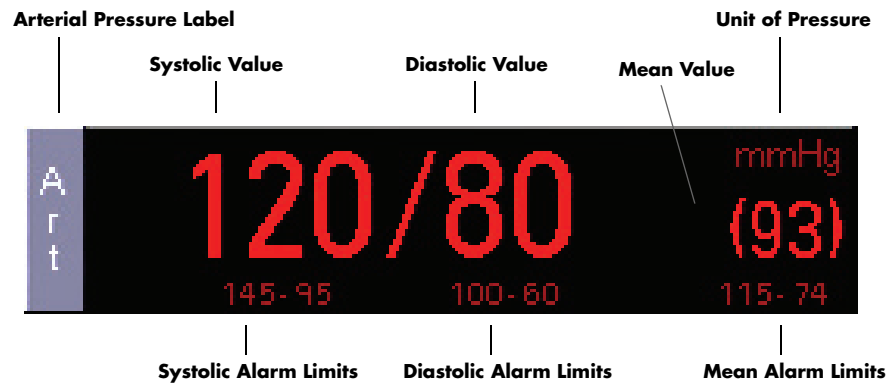 Arterial Pressure Label
Unit of Pressure
Systolic Value
Diastolic Value
Mean Value
Art
120/80
mmHg
(93)
145-95
100-60
115-74
Systolic Alarm Limits
Diastolic Alarm Limits
Mean Alarm Limits